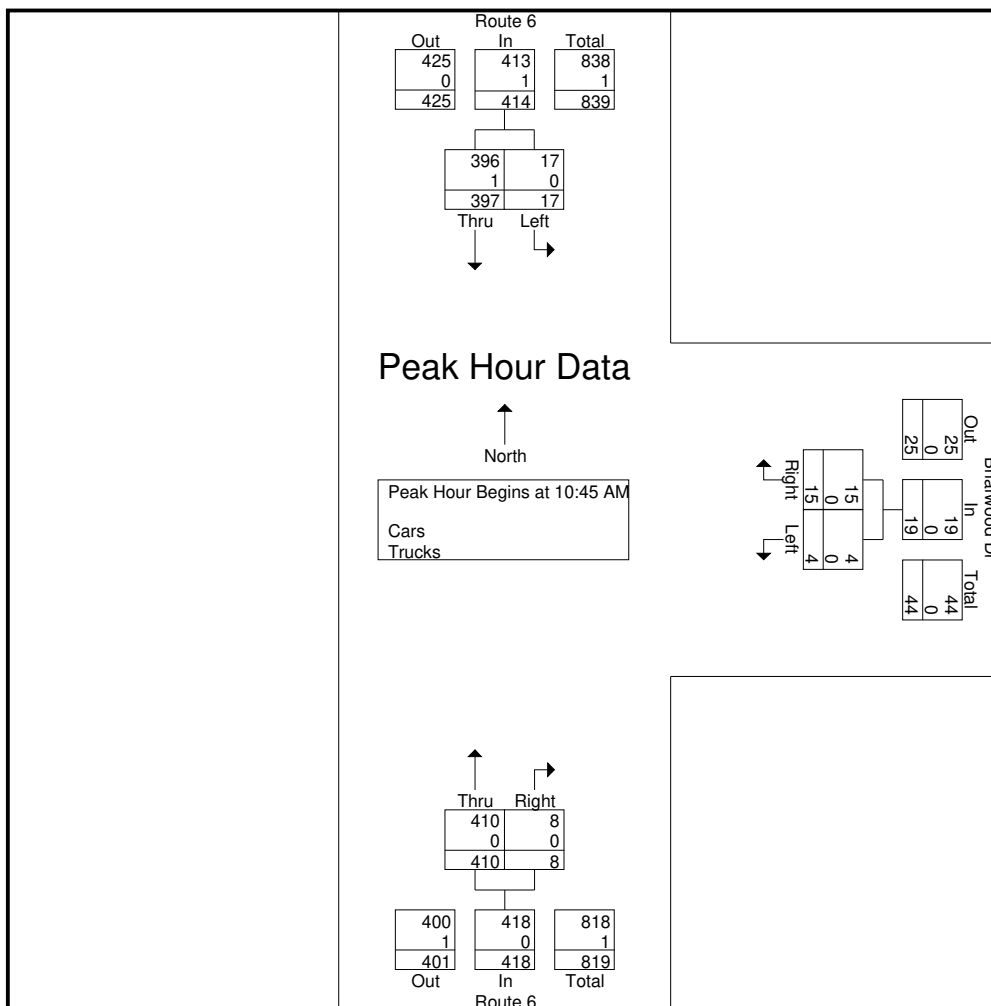 Route 6
Out In Total
425 413 838
0 1 1
425 414 839
396 17
1 0
397 17
Thru Left
Peak Hour Data
North
Peak Hour Begins at 10:45 AM
Cars
Trucks
Out
25
0
25
In
19
0
19
Total
44
0
44
Right
15
0
15
Left
4
0
4
Thru Right
410 8
0 0
410 8
400 418 818
1 0 1
401 418 819
Out In Total
Route 6